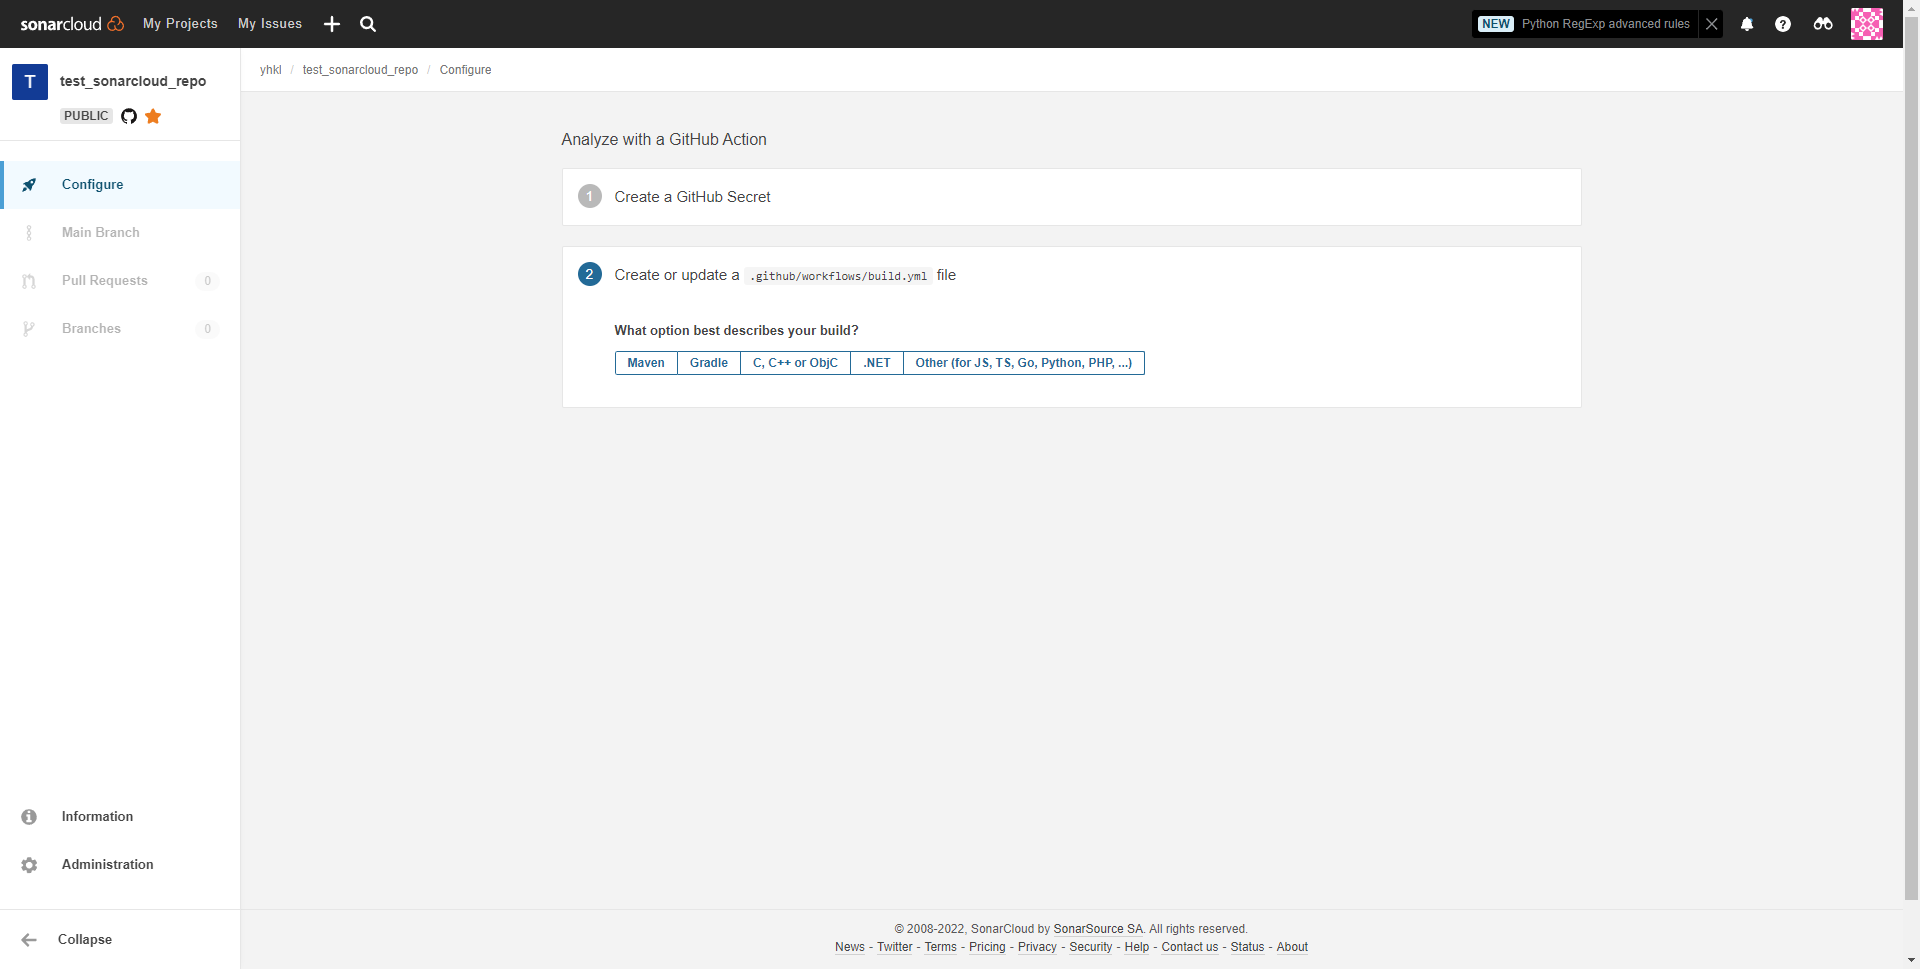 sonarcloud My Projects My Issues NEW Python RegExp advanced rules
T test_sonarcloud_repo
PUBLIC
yhkl / test_sonarcloud_repo / Configure
Configure
Main Branch
Pull Requests 0
Branches 0
Analyze with a GitHub Action
1 Create a GitHub Secret
2 Create or update a .github/workflows/build.yml file
What option best describes your build?
Maven Gradle C, C++ or ObjC .NET Other (for JS, TS, Go, Python, PHP, ...)
Information
Administration
Collapse
© 2008-2022, SonarCloud by SonarSource SA. All rights reserved.
News - Twitter - Terms - Pricing - Privacy - Security - Help - Contact us - Status - About